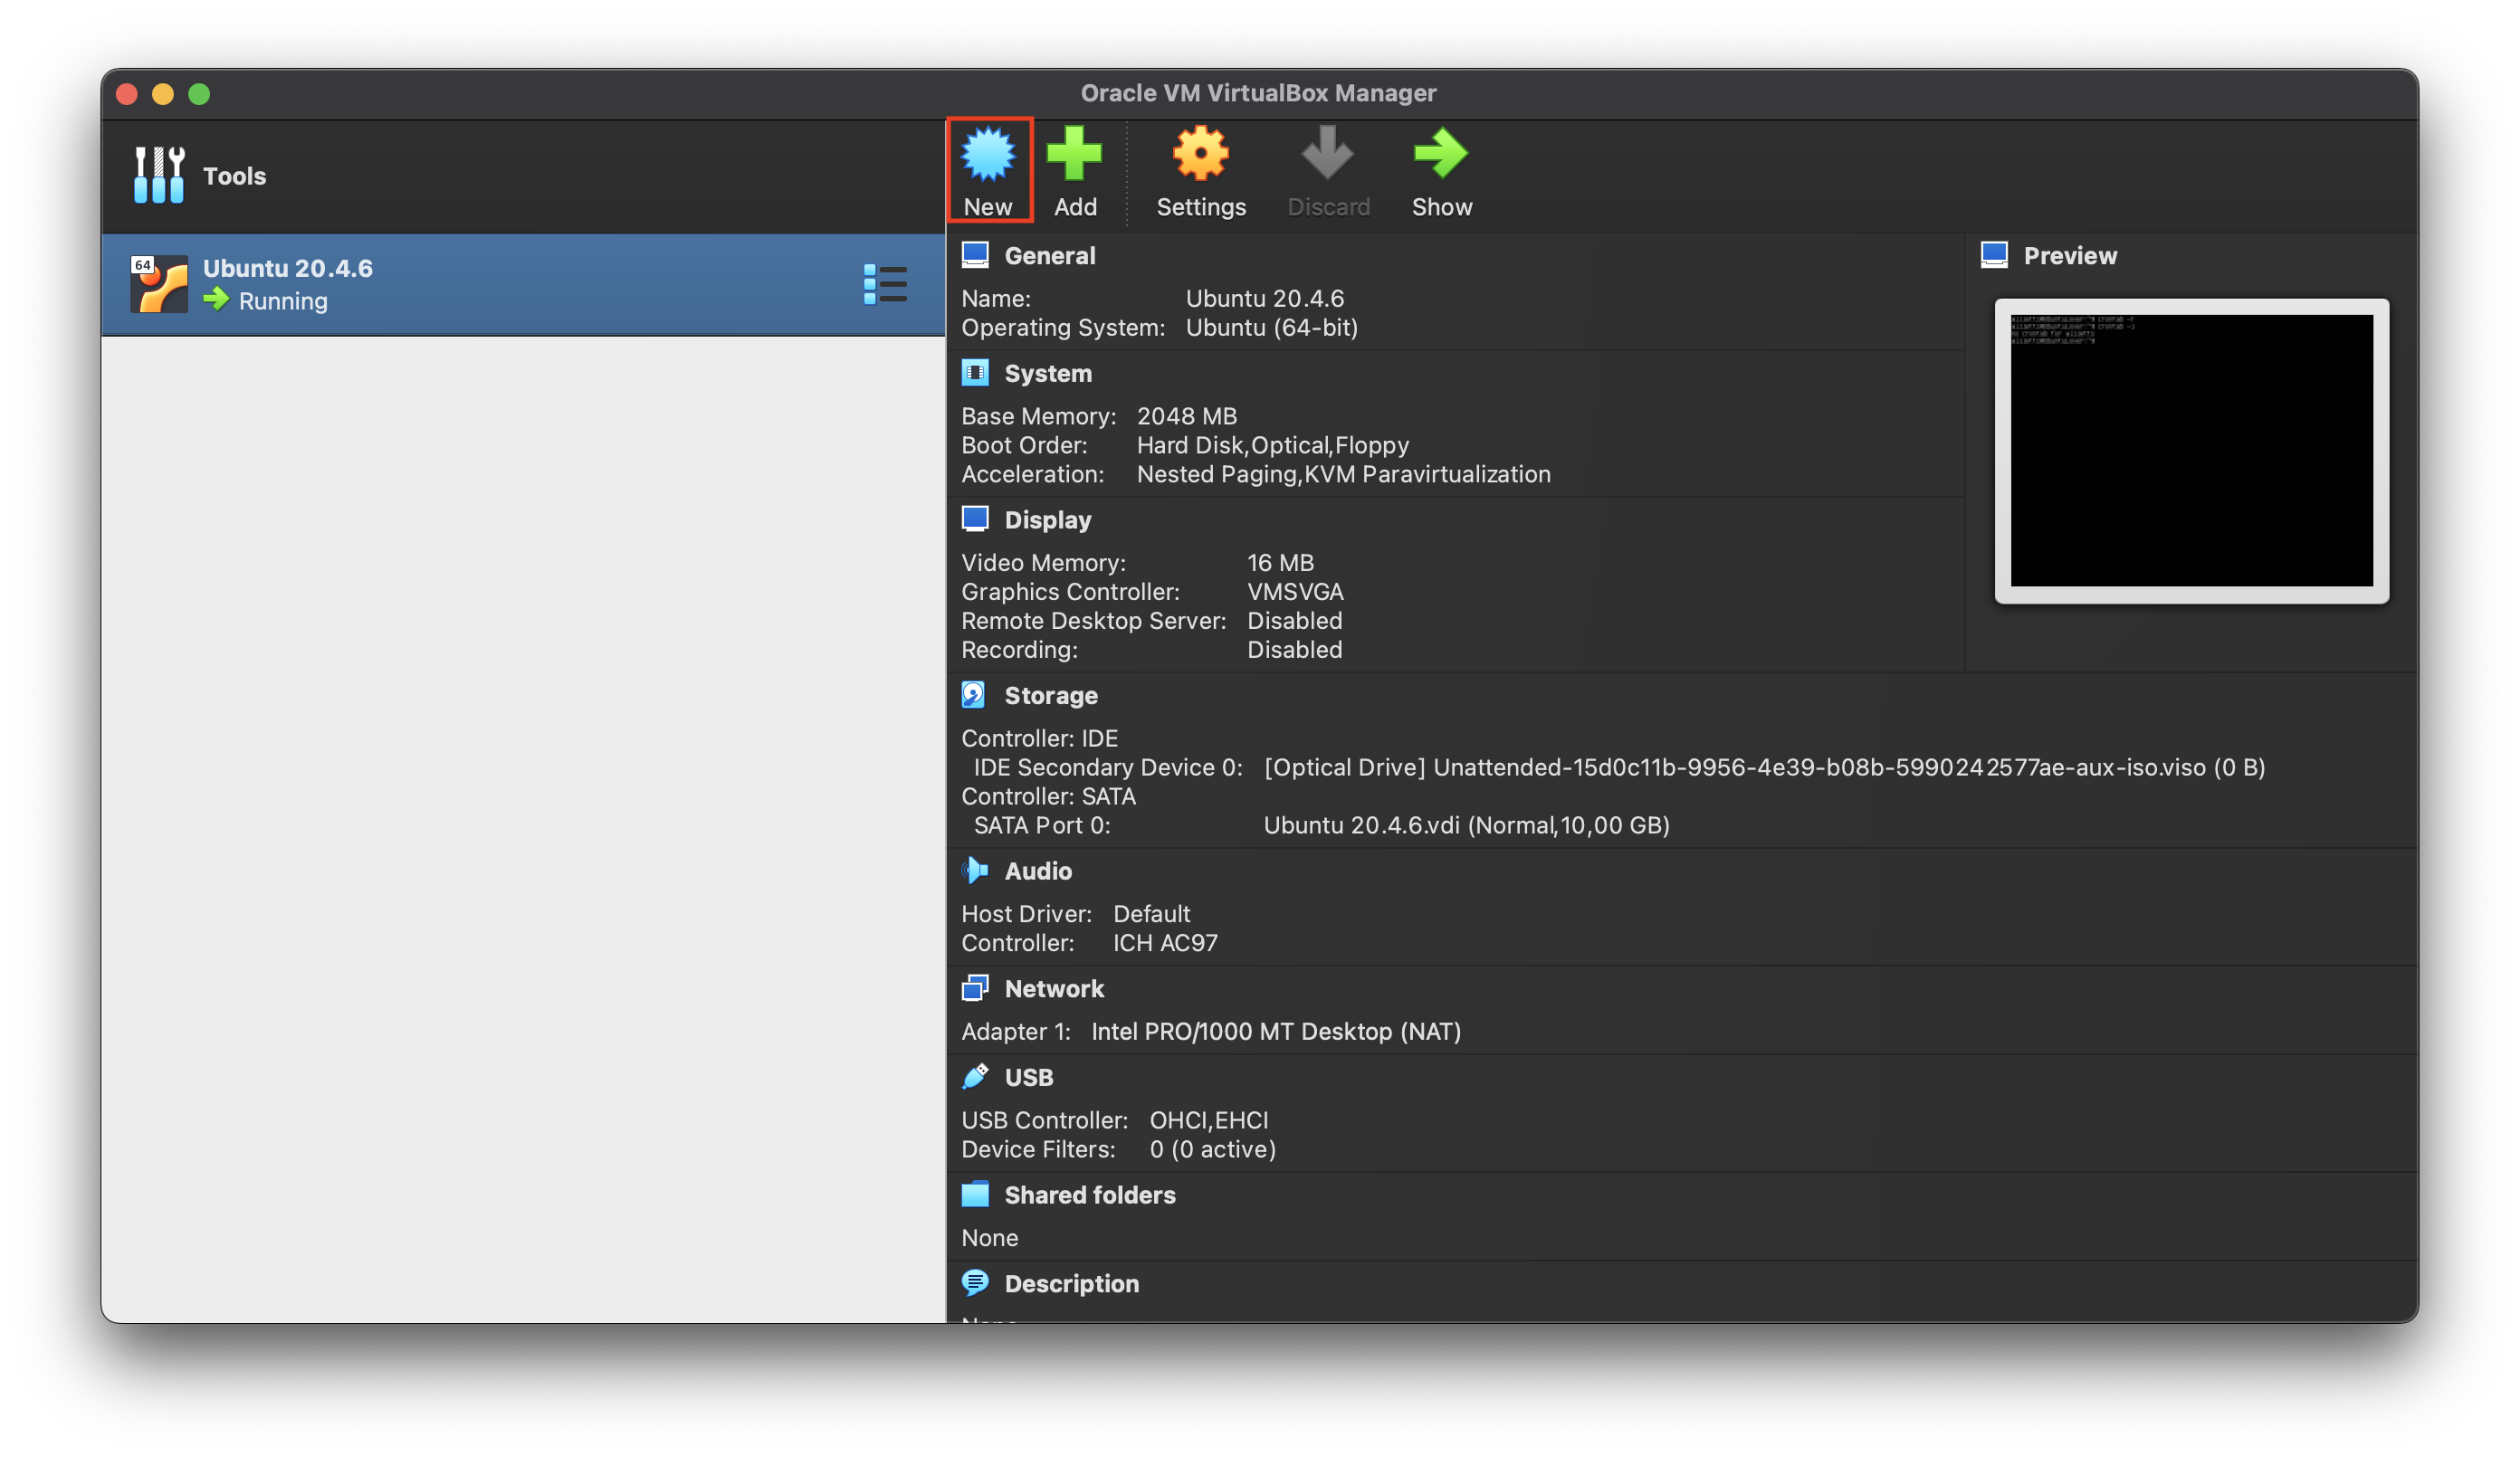 Oracle VM VirtualBox Manager
Tools
New
Add
Settings
Discard
Show
64
Ubuntu 20.4.6
Running
General
Name: Ubuntu 20.4.6
Operating System: Ubuntu (64-bit)
Preview
System
Base Memory: 2048 MB
Boot Order: Hard Disk,Optical,Floppy
Acceleration: Nested Paging,KVM Paravirtualization
Display
Video Memory: 16 MB
Graphics Controller: VMSVGA
Remote Desktop Server: Disabled
Recording: Disabled
Storage
Controller: IDE
IDE Secondary Device 0: [Optical Drive] Unattended-15d0c11b-9956-4e39-b08b-5990242577ae-aux-iso.viso (0 B)
Controller: SATA
SATA Port 0: Ubuntu 20.4.6.vdi (Normal,10,00 GB)
Audio
Host Driver: Default
Controller: ICH AC97
Network
Adapter 1: Intel PRO/1000 MT Desktop (NAT)
USB
USB Controller: OHCI,EHCI
Device Filters: 0 (0 active)
Shared folders
None
Description